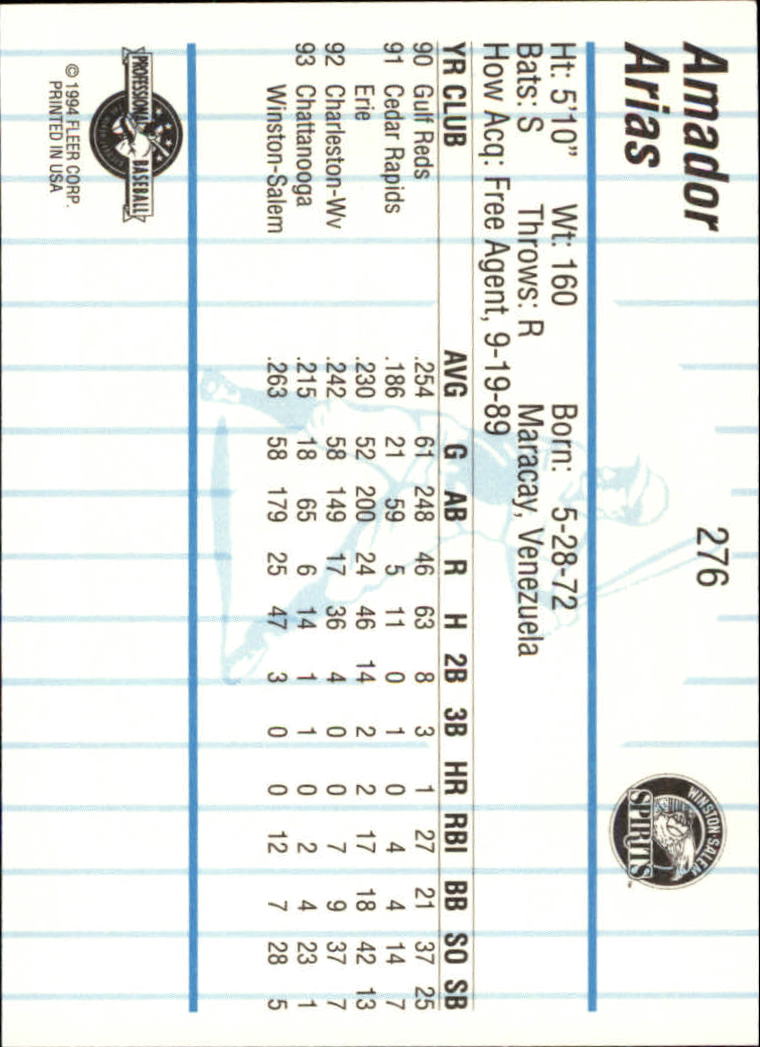 Amador
Arias
276
WINSTON-SALEM
SPIRITS
Ht: 5'10" Wt: 160 Born: 5-28-72
Bats: S Throws: R Maracay, Venezuela
How Acq: Free Agent, 9-19-89
YR CLUB AVG G AB R H 2B 3B HR RBI BB SO SB
90 Gulf Reds .254 61 248 46 63 8 3 1 27 21 37 25
91 Cedar Rapids .186 21 59 5 11 0 1 0 4 4 14 7
Erie .230 52 200 24 46 14 2 2 17 18 42 13
92 Charleston-Wv .242 58 149 17 36 4 0 0 7 9 37 7
93 Chattanooga .215 18 65 6 14 1 1 0 2 4 23 1
Winston-Salem .263 58 179 25 47 3 0 0 12 7 28 5
PROFESSIONAL BASEBALL
© 1994 FLEER CORP.
PRINTED IN USA